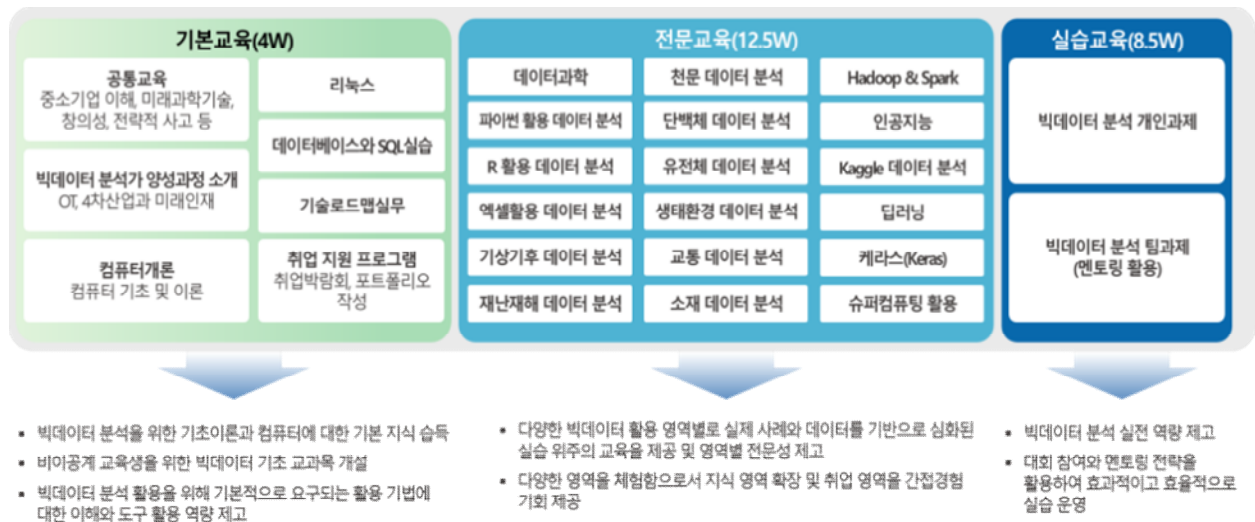 기본교육(4W)
공통교육
중소기업 이해, 미래과학기술,
창의성, 전략적 사고 등
빅데이터 분석가 양성과정 소개
OT, 4차산업과 미래인재
컴퓨터개론
컴퓨터 기초 및 이론
리눅스
데이터베이스와 SQL실습
기술로드맵실무
취업 지원 프로그램
취업박람회, 포트폴리오
작성
전문교육(12.5W)
데이터과학
파이썬 활용 데이터 분석
R 활용 데이터 분석
엑셀활용 데이터 분석
기상기후 데이터 분석
재난재해 데이터 분석
천문 데이터 분석
단백체 데이터 분석
유전체 데이터 분석
생태환경 데이터 분석
교통 데이터 분석
소재 데이터 분석
Hadoop & Spark
인공지능
Kaggle 데이터 분석
딥러닝
케라스(Keras)
슈퍼컴퓨팅 활용
실습교육(8.5W)
빅데이터 분석 개인과제
빅데이터 분석 팀과제
(멘토링 활용)
▪ 빅데이터 분석을 위한 기초이론과 컴퓨터에 대한 기본 지식 습득
▪ 비이공계 교육생을 위한 빅데이터 기초 교과목 개설
▪ 빅데이터 분석 활용을 위해 기본적으로 요구되는 활용 기법에
대한 이해와 도구 활용 역량 제고
▪ 다양한 빅데이터 활용 영역별로 실제 사례와 데이터를 기반으로 심화된
실습 위주의 교육을 제공 및 영역별 전문성 제고
▪ 다양한 영역을 체험함으로서 지식 영역 확장 및 취업 영역을 간접경험
기회 제공
▪ 빅데이터 분석 실전 역량 제고
▪ 대회 참여와 멘토링 전략을
활용하여 효과적이고 효율적으로
실습 운영